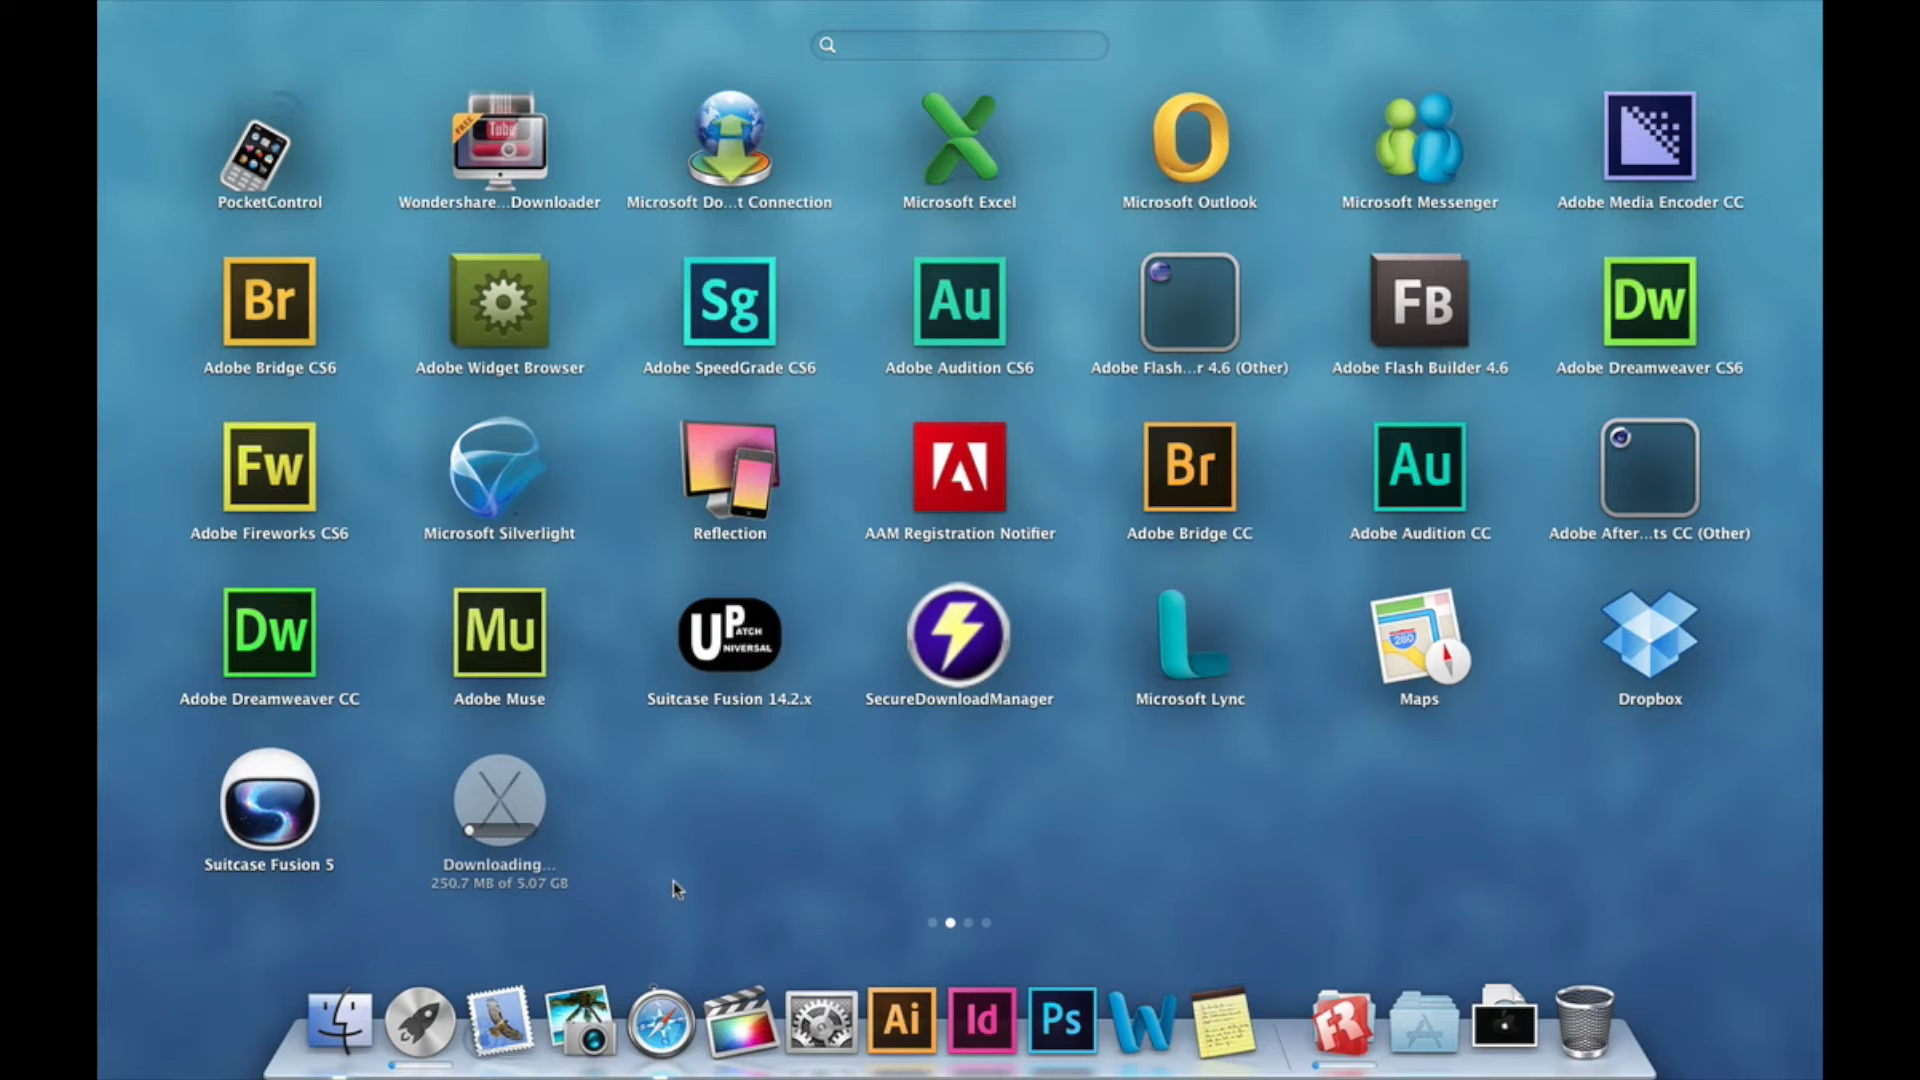 PocketControl
Wondershare...Downloader
Microsoft Do...t Connection
Microsoft Excel
Microsoft Outlook
Microsoft Messenger
Adobe Media Encoder CC
FREE
Tube
Br
Sg
Au
FB
Dw
Adobe Bridge CS6
Adobe Widget Browser
Adobe SpeedGrade CS6
Adobe Audition CS6
Adobe Flash...r 4.6 (Other)
Adobe Flash Builder 4.6
Adobe Dreamweaver CS6
Fw
Br
Au
Adobe Fireworks CS6
Microsoft Silverlight
Reflection
AAM Registration Notifier
Adobe Bridge CC
Adobe Audition CC
Adobe After...ts CC (Other)
Dw
Mu
UPATCH
UNIVERSAL
280
Adobe Dreamweaver CC
Adobe Muse
Suitcase Fusion 14.2.x
SecureDownloadManager
Microsoft Lync
Maps
Dropbox
Suitcase Fusion 5
Downloading...
250.7 MB of 5.07 GB
Ai
Id
Ps